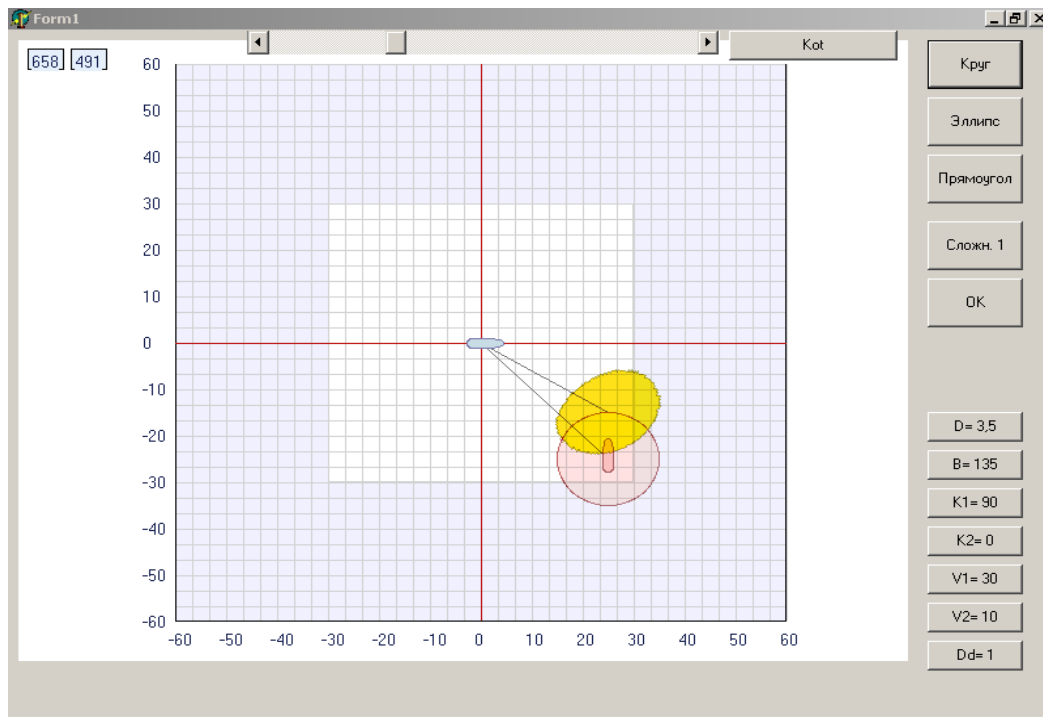 Form1
Kot
658 491
60
50
40
30
20
10
0
-10
-20
-30
-40
-50
-60
-60 -40 -20 -10 0 10 20 30 40 50 60
Круг
Эллипс
Прямоугол
Сложн. 1
OK
D= 3,5
B= 135
K1= 90
K2= 0
V1= 30
V2= 10
Dd= 1